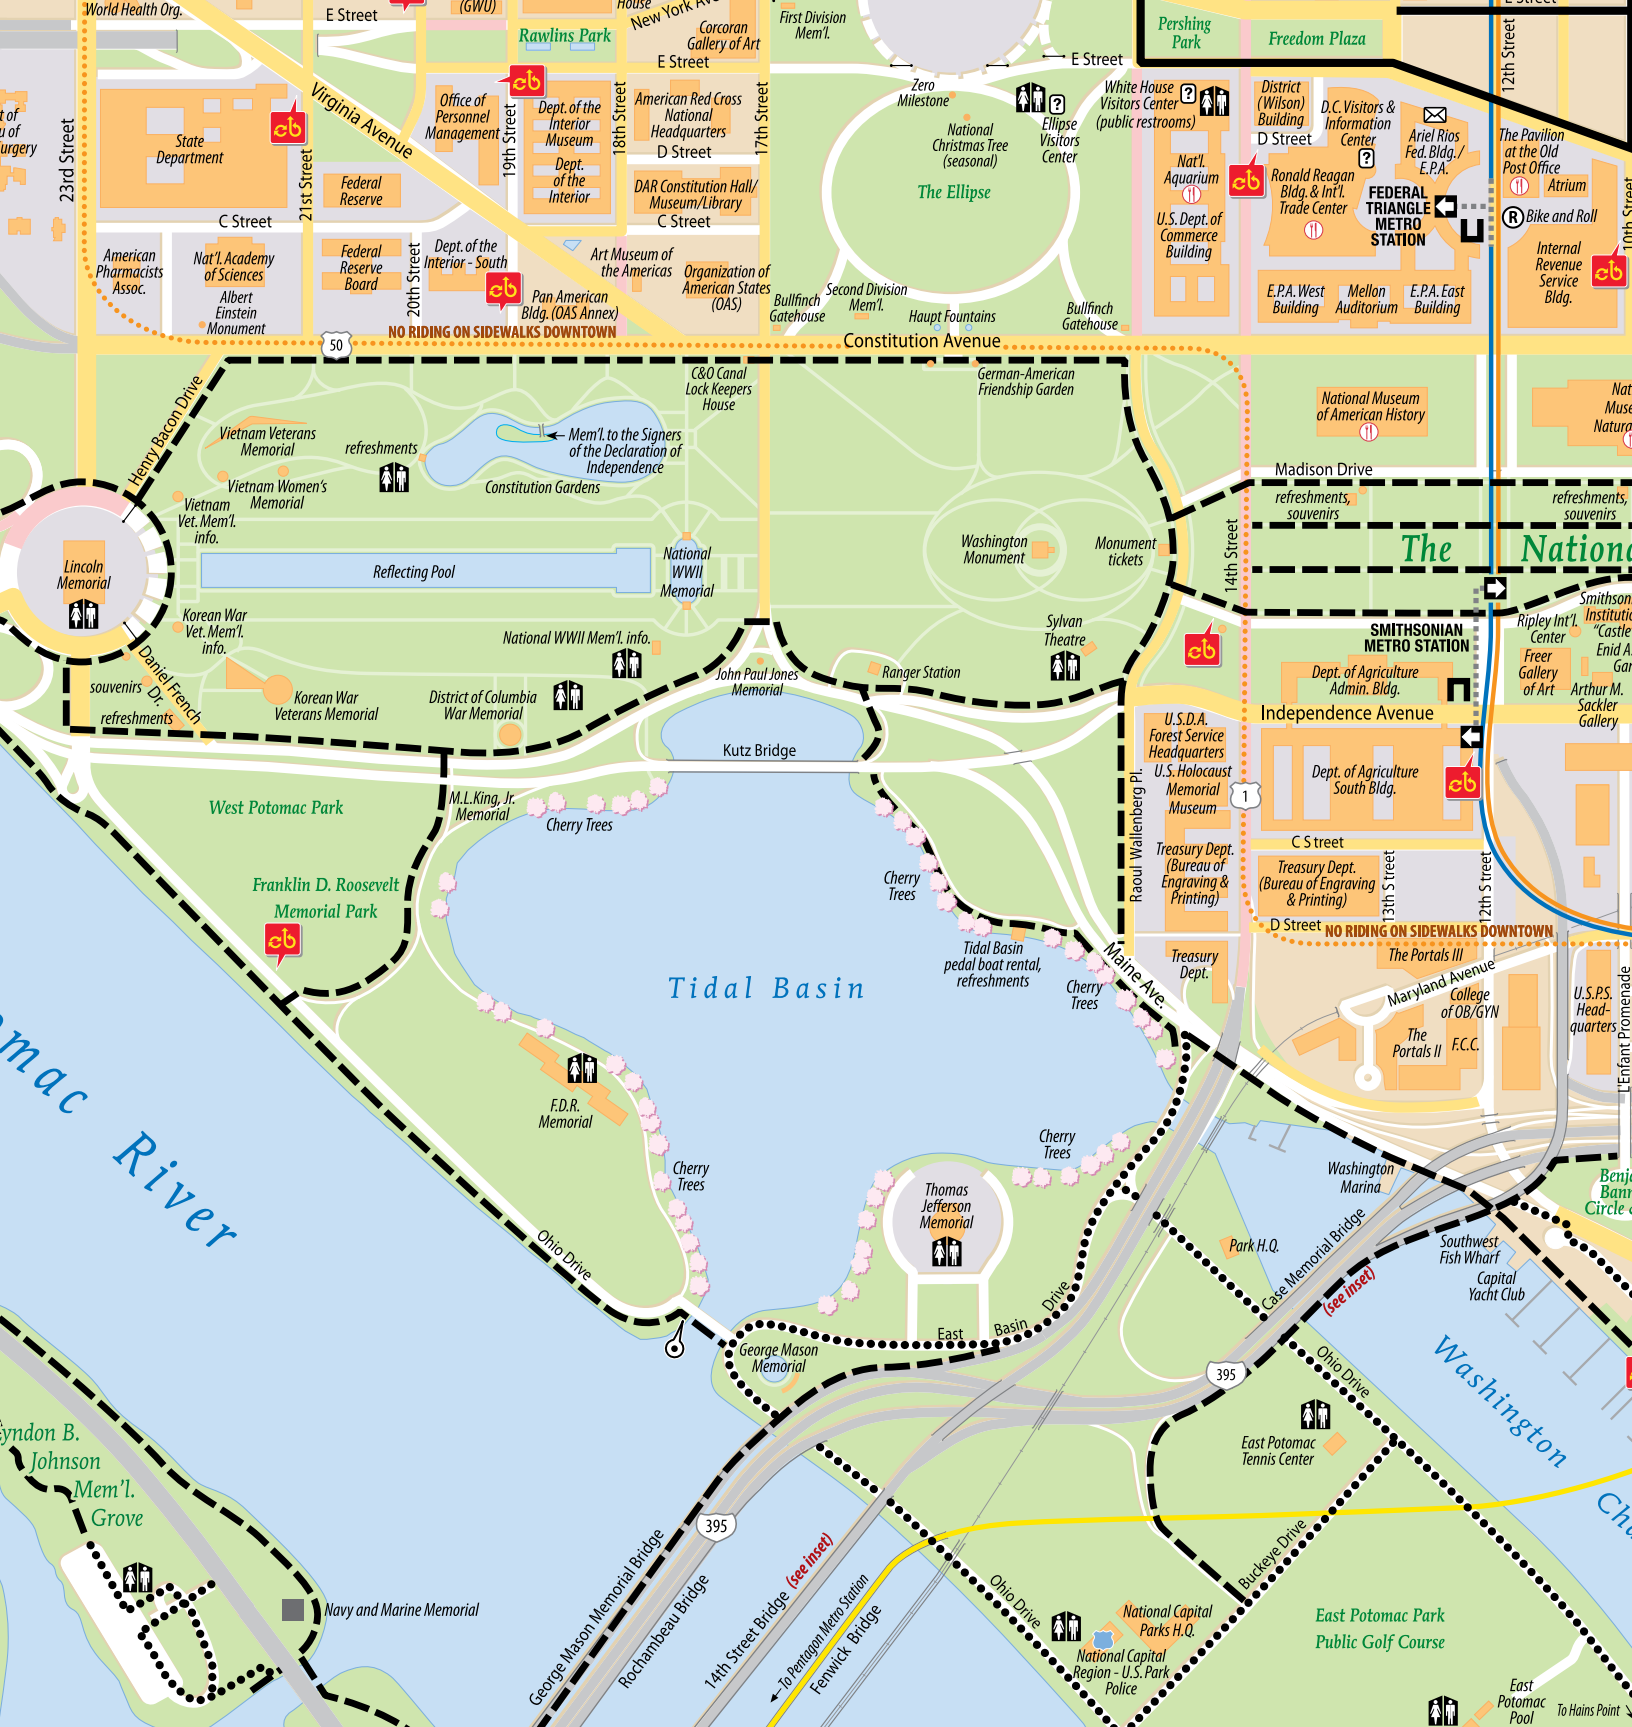 World Health Org.
E Street
(GWU)
House
New York Ave
Rawlins Park
Corcoran
Gallery of Art
E Street
First Division
Mem'l.
Zero
Milestone
E Street
Pershing
Park
Freedom Plaza
E Street
12th Street
White House
Visitors Center
(public restrooms)
District
(Wilson)
Building
D Street
D.C. Visitors &
Information
Center
Ariel Rios
Fed. Bldg./
E.P.A.
The Pavilion
at the Old
Post Office
Atrium
Bike and Roll
10th Street
Virginia Avenue
State
Department
23rd Street
21st Street
Office of
Personnel
Management
19th Street
Dept. of the
Interior
Museum
Dept.
of the
Interior
18th Street
American Red Cross
National
Headquarters
D Street
DAR Constitution Hall/
Museum/Library
C Street
17th Street
National
Christmas Tree
(seasonal)
Ellipse
Visitors
Center
The Ellipse
Nat'l.
Aquarium
U.S. Dept. of
Commerce
Building
Ronald Reagan
Bldg. & Int'l.
Trade Center
FEDERAL
TRIANGLE
METRO
STATION
Internal
Revenue
Service
Bldg.
E.P.A. West
Building
Mellon
Auditorium
E.P.A. East
Building
Federal
Reserve
C Street
American
Pharmacists
Assoc.
Nat'l. Academy
of Sciences
Albert
Einstein
Monument
Federal
Reserve
Board
20th Street
Dept. of the
Interior - South
Pan American
Bldg. (OAS Annex)
Art Museum of
the Americas
Organization of
American States
(OAS)
Bullfinch
Gatehouse
Second Division
Mem'l.
Haupt Fountains
Bullfinch
Gatehouse
NO RIDING ON SIDEWALKS DOWNTOWN
50
Constitution Avenue
Henry Bacon Drive
C&O Canal
Lock Keepers
House
German-American
Friendship Garden
National Museum
of American History
Vietnam Veterans
Memorial
refreshments
Mem'l. to the Signers
of the Declaration of
Independence
Constitution Gardens
Vietnam Women's
Memorial
Vietnam
Vet. Mem'l.
info.
Madison Drive
refreshments,
souvenirs
refreshments,
souvenirs
Lincoln
Memorial
Reflecting Pool
National
WWII
Memorial
Washington
Monument
Monument
tickets
14th Street
The
Korean War
Vet. Mem'l.
info.
National WWII Mem'l. info.
Sylvan
Theatre
SMITHSONIAN
METRO STATION
Ripley Int'l.
Center
Freer
Gallery
of Art
Arthur M.
Sackler
Gallery
Daniel French
Dr.
souvenirs
refreshments
Korean War
Veterans Memorial
District of Columbia
War Memorial
John Paul Jones
Memorial
Ranger Station
Dept. of Agriculture
Admin. Bldg.
Independence Avenue
Kutz Bridge
U.S.D.A.
Forest Service
Headquarters
U.S. Holocaust
Memorial
Museum
Raoul Wallenberg Pl.
Dept. of Agriculture
South Bldg.
1
West Potomac Park
M.L.King, Jr.
Memorial
Cherry Trees
C Street
Treasury Dept.
(Bureau of
Engraving &
Printing)
Treasury Dept.
(Bureau of Engraving
& Printing)
13th Street
12th Street
D Street
NO RIDING ON SIDEWALKS DOWNTOWN
Franklin D. Roosevelt
Memorial Park
Cherry
Trees
Tidal Basin
pedal boat rental,
refreshments
Cherry
Trees
Maine Ave.
Treasury
Dept.
The Portals III
Maryland Avenue
College
of OB/GYN
The
Portals II
F.C.C.
U.S.P.S.
Head-
quarters
L'Enfant Promenade
Tidal Basin
River
F.D.R.
Memorial
Cherry
Trees
Cherry
Trees
Thomas
Jefferson
Memorial
Washington
Marina
Case Memorial Bridge
(see inset)
Park H.Q.
Southwest
Fish Wharf
Capital
Yacht Club
Ohio Drive
East Basin Drive
George Mason
Memorial
395
Ohio Drive
Washington
East Potomac
Tennis Center
Johnson
Mem'l.
Grove
395
George Mason Memorial Bridge
Rochambeau Bridge
14th Street Bridge (see inset)
To Pentagon Metro Station
Fenwick Bridge
Ohio Drive
Buckeye Drive
National Capital
Parks H.Q.
National Capital
Region - U.S. Park
Police
East Potomac Park
Public Golf Course
Navy and Marine Memorial
East
Potomac
Pool
To Hains Point